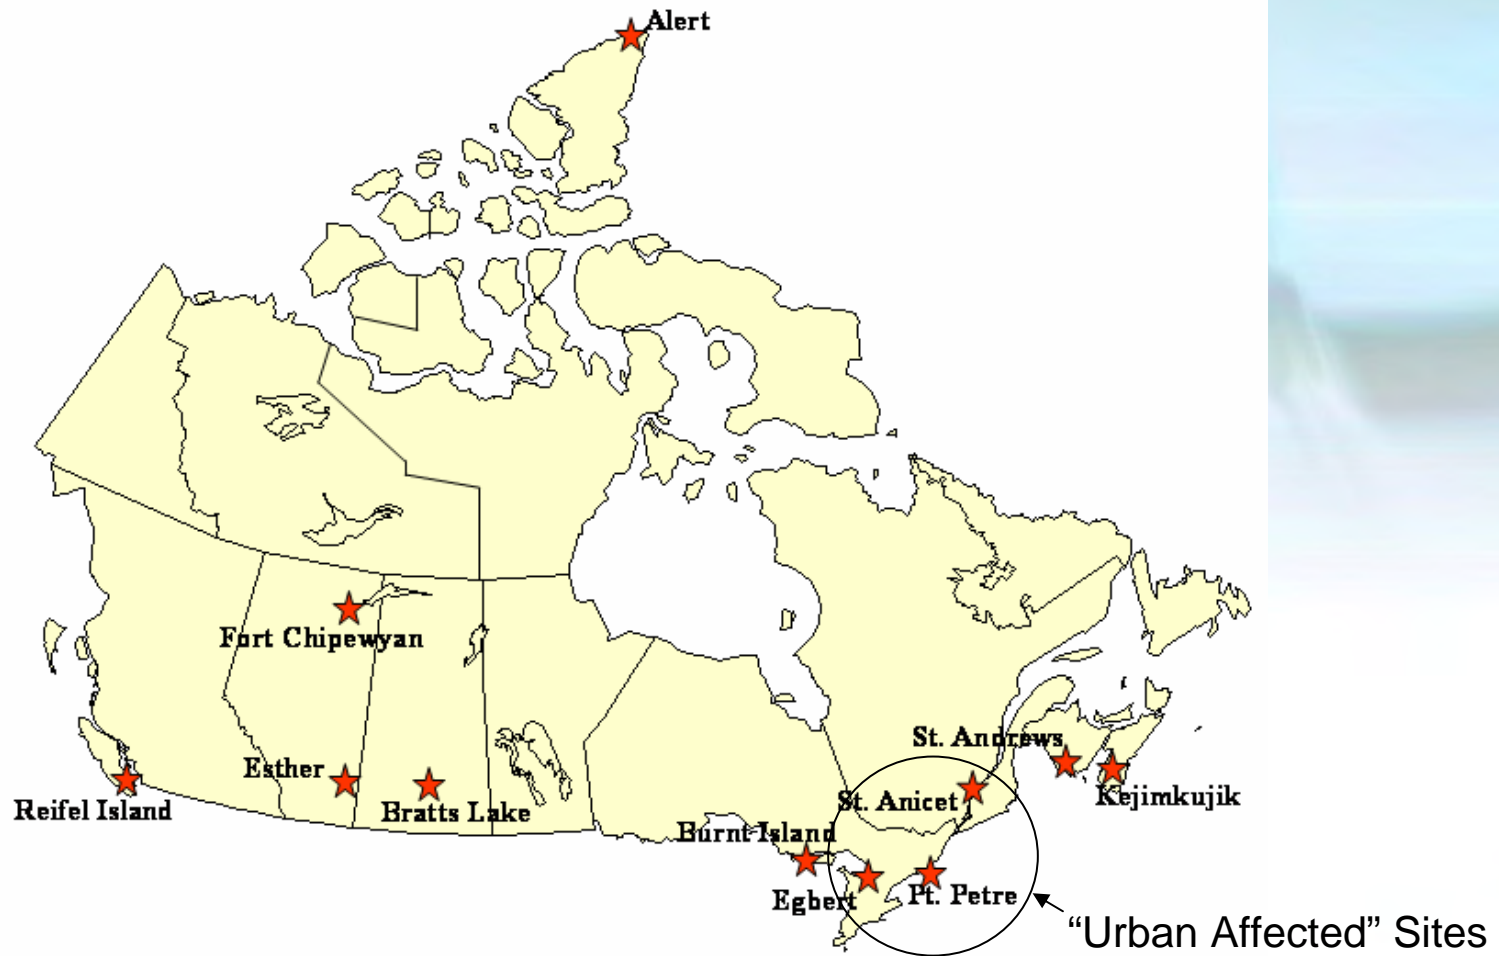 Alert
Fort Chipewyan
St. Andrews
Esther
Reifel Island
Bratts Lake
St. Anicet
Kejimkujik
Burnt Island
Egbert
Pt. Petre
“Urban Affected” Sites